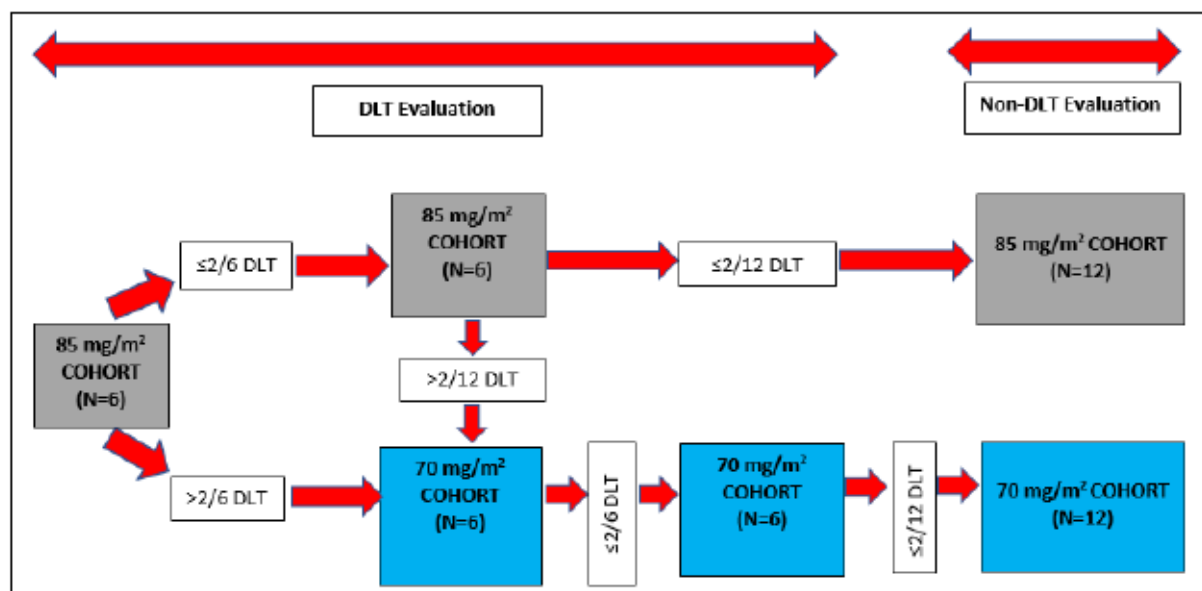 DLT Evaluation
Non-DLT Evaluation
85 mg/m²
COHORT
(N=6)
≤2/6 DLT
85 mg/m²
COHORT
(N=6)
≤2/12 DLT
85 mg/m² COHORT
(N=12)
>2/12 DLT
>2/6 DLT
70 mg/m²
COHORT
(N=6)
≤2/6 DLT
70 mg/m²
COHORT
(N=6)
≤2/12 DLT
70 mg/m² COHORT
(N=12)